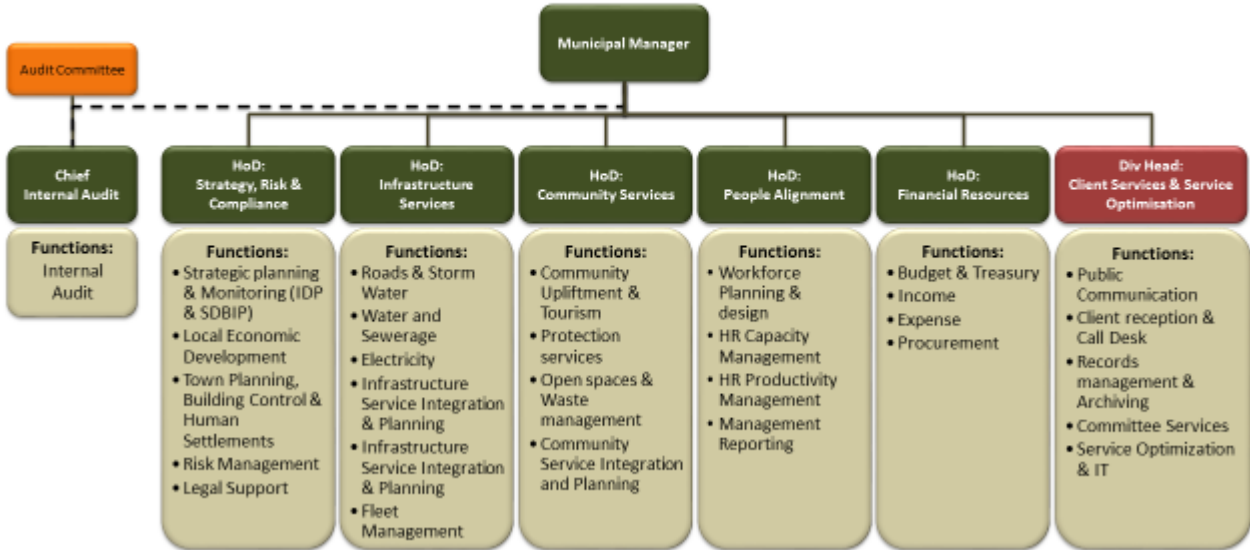 Municipal Manager
Audit Committee
Chief
Internal Audit
HoD:
Strategy, Risk &
Compliance
HoD:
Infrastructure
Services
HoD:
Community Services
HoD:
People Alignment
HoD:
Financial Resources
Div Head:
Client Services & Service
Optimisation
Functions:
Internal
Audit
Functions:
• Strategic planning
& Monitoring (IDP
& SDBIP)
• Local Economic
Development
• Town Planning,
Building Control &
Human
Settlements
• Risk Management
• Legal Support
Functions:
• Roads & Storm
Water
• Water and
Sewerage
• Electricity
• Infrastructure
Service Integration
& Planning
• Infrastructure
Service Integration
& Planning
• Fleet
Management
Functions:
• Community
Upliftment &
Tourism
• Protection
services
• Open spaces &
Waste
management
• Community
Service Integration
and Planning
Functions:
• Workforce
Planning &
design
• HR Capacity
Management
• HR Productivity
Management
• Management
Reporting
Functions:
• Budget & Treasury
• Income
• Expense
• Procurement
Functions:
• Public
Communication
• Client reception &
Call Desk
• Records
management &
Archiving
• Committee Services
• Service Optimization
& IT